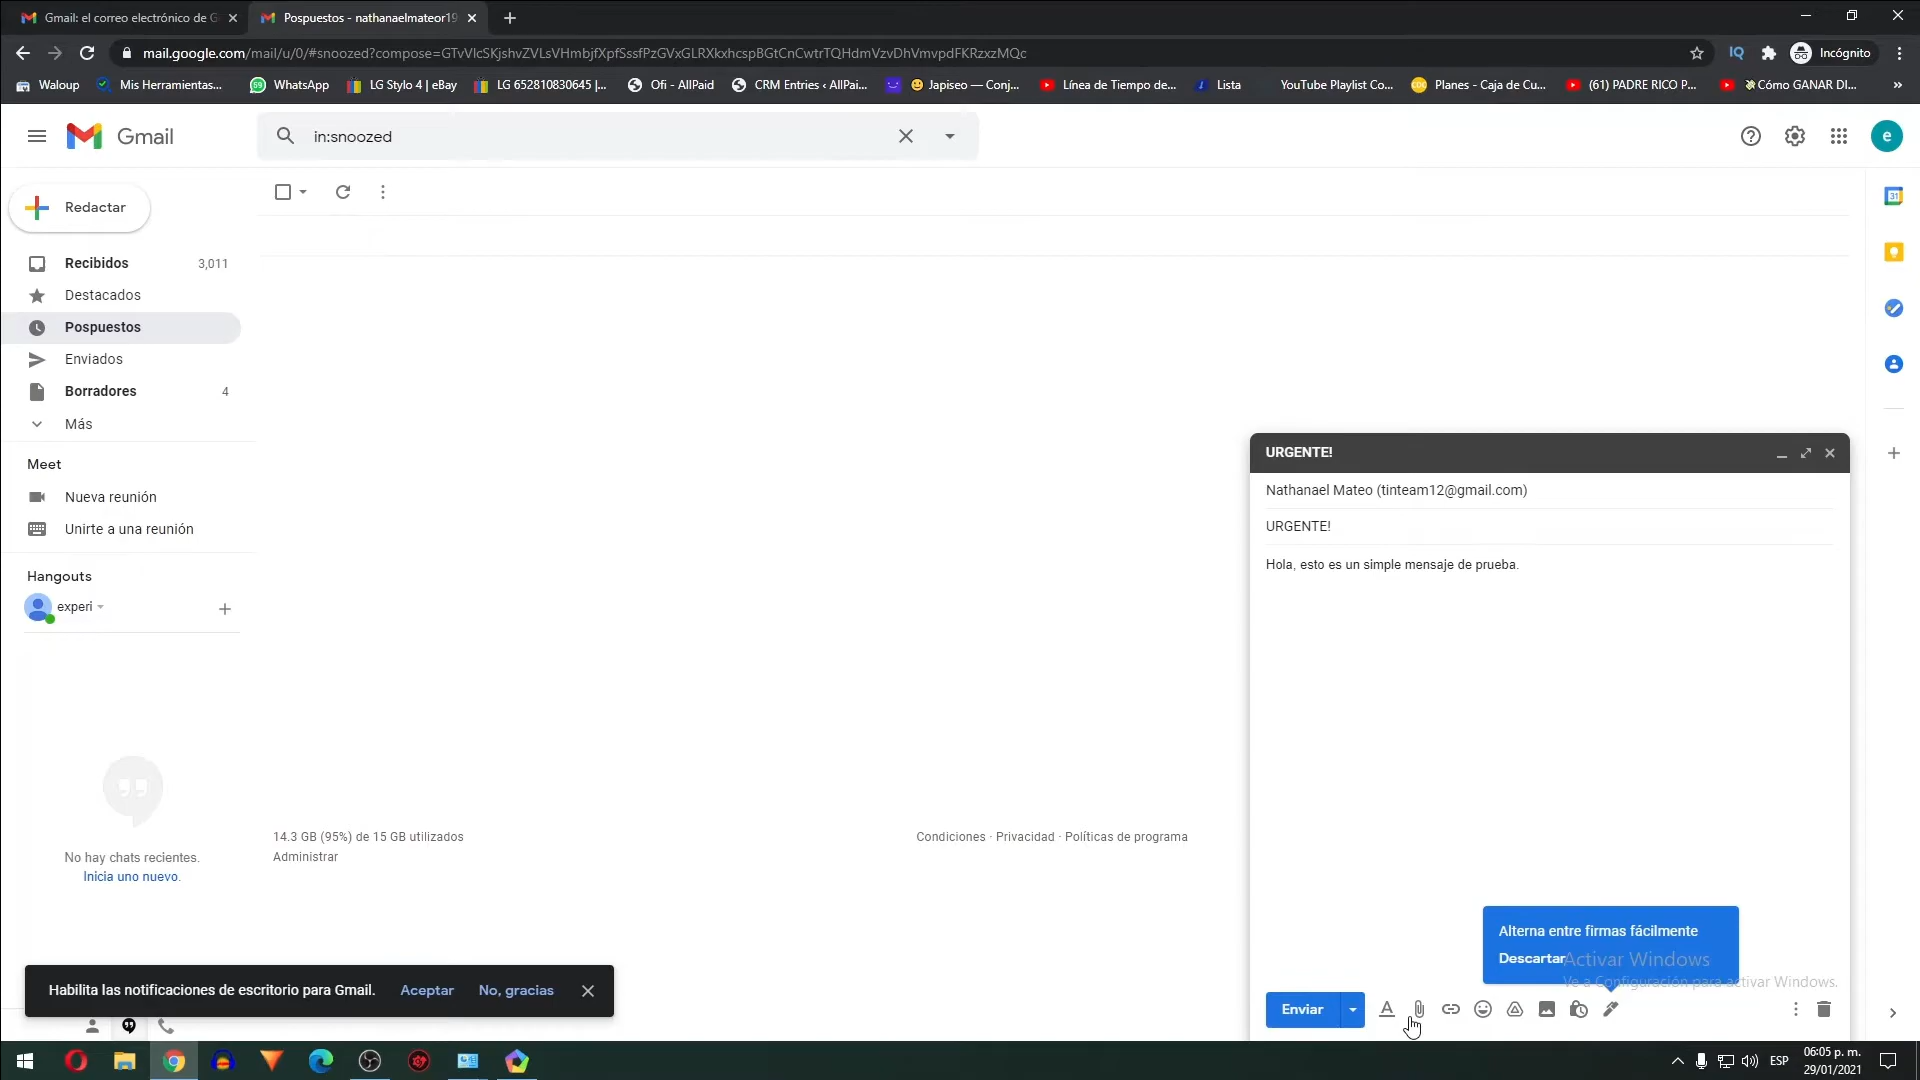 Gmail: el correo electrónico de G
Pospuestos - nathanaelmateor19
mail.google.com/mail/u/0/#snoozed?compose=GTvVlcSKjshvZVLsVHmbjfXpfSssfPzGVxGLRXkxhcspBGtCnCwtrTQHdmVzvDhVmvpdFKRzxzMQc
IQ
Incógnito
Waloup
Mis Herramientas...
WhatsApp
LG Stylo 4 | eBay
LG 652810830645 |...
Ofi - AllPaid
CRM Entries ‹ AllPai...
Japiseo — Conj...
Línea de Tiempo de...
Lista
YouTube Playlist Co...
Planes - Caja de Cu...
(61) PADRE RICO P...
Cómo GANAR DI...
»
Gmail
in:snoozed
e
Redactar
31
Recibidos 3,011
Destacados
Pospuestos
Enviados
Borradores 4
Más
Meet
Nueva reunión
Unirte a una reunión
Hangouts
experi
URGENTE!
Nathanael Mateo (tinteam12@gmail.com)
URGENTE!
Hola, esto es un simple mensaje de prueba.
No hay chats recientes.
Inicia uno nuevo.
14.3 GB (95%) de 15 GB utilizados
Administrar
Condiciones · Privacidad · Políticas de programa
Alterna entre firmas fácilmente
Descartar
Activar Windows
Ve a Configuración para activar Windows.
Habilita las notificaciones de escritorio para Gmail. Aceptar No, gracias
Enviar
ESP
06:05 p. m.
29/01/2021